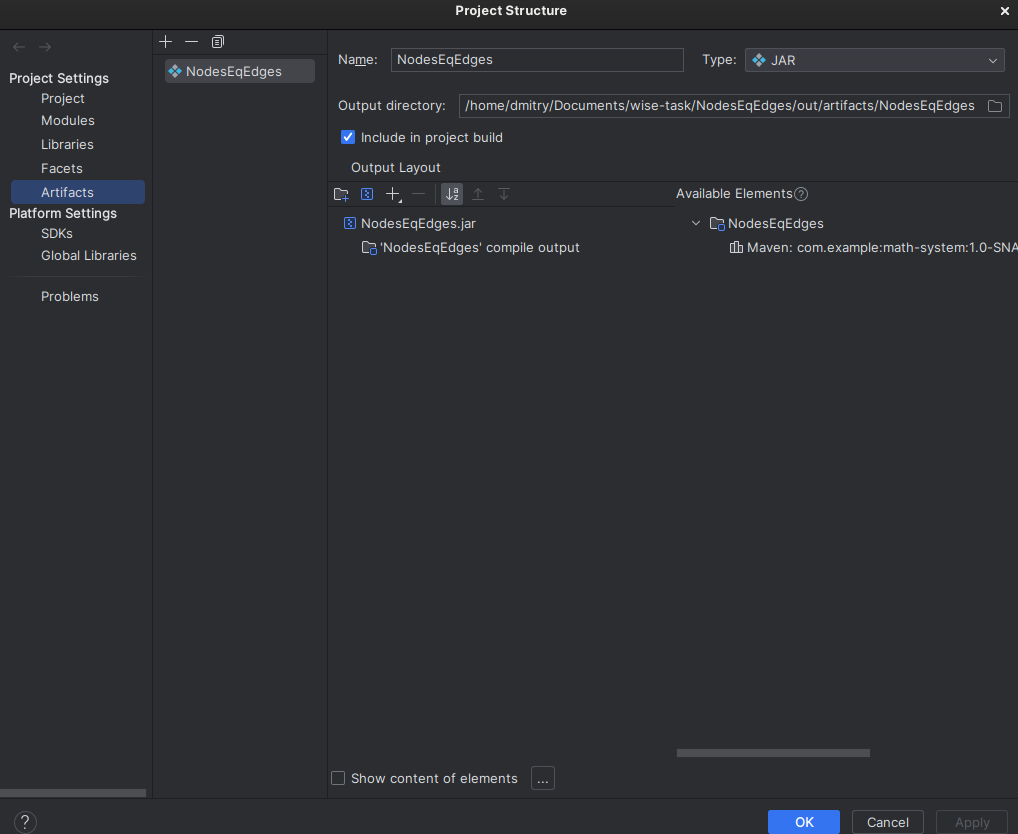 Project Structure
Project Settings
Project
Modules
Libraries
Facets
Artifacts
Platform Settings
SDKs
Global Libraries
Problems
NodesEqEdges
Name: NodesEqEdges
Type: JAR
Output directory: /home/dmitry/Documents/wise-task/NodesEqEdges/out/artifacts/NodesEqEdges
Include in project build
Output Layout
NodesEqEdges.jar
'NodesEqEdges' compile output
Available Elements?
NodesEqEdges
Maven: com.example:math-system:1.0-SNA
Show content of elements ...
? OK Cancel Apply